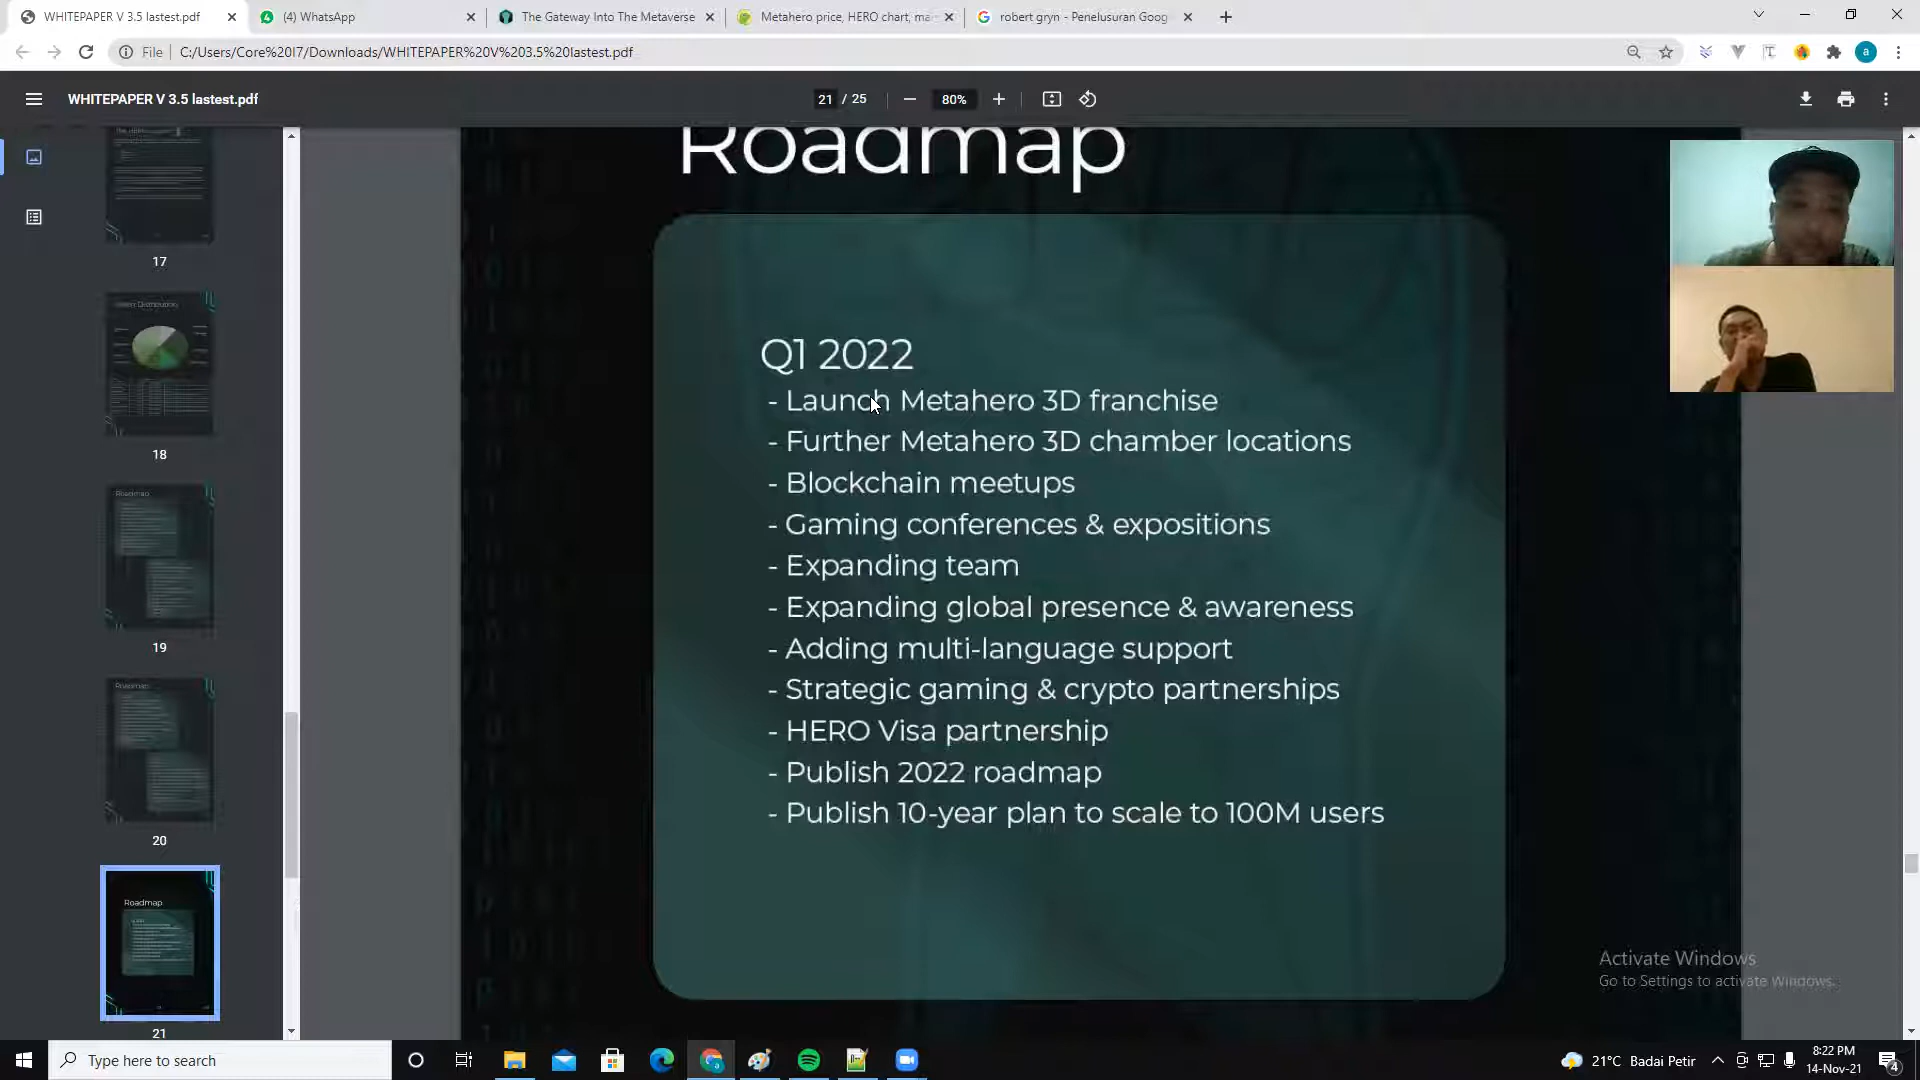 WHITEPAPER V 3.5 lastest.pdf
(4) WhatsApp
The Gateway Into The Metaverse
Metahero price, HERO chart, ma
robert gryn - Penelusuran Goog
File
C:/Users/Core%20I7/Downloads/WHITEPAPER%20V%203.5%20lastest.pdf
WHITEPAPER V 3.5 lastest.pdf
21 / 25
80%
17
18
Roadmap
19
Roadmap
20
Roadmap
21
Roadmap
Q1 2022
- Launch Metahero 3D franchise
- Further Metahero 3D chamber locations
- Blockchain meetups
- Gaming conferences & expositions
- Expanding team
- Expanding global presence & awareness
- Adding multi-language support
- Strategic gaming & crypto partnerships
- HERO Visa partnership
- Publish 2022 roadmap
- Publish 10-year plan to scale to 100M users
Activate Windows
Go to Settings to activate Windows.
Type here to search
21°C Badai Petir
8:22 PM
14-Nov-21
4